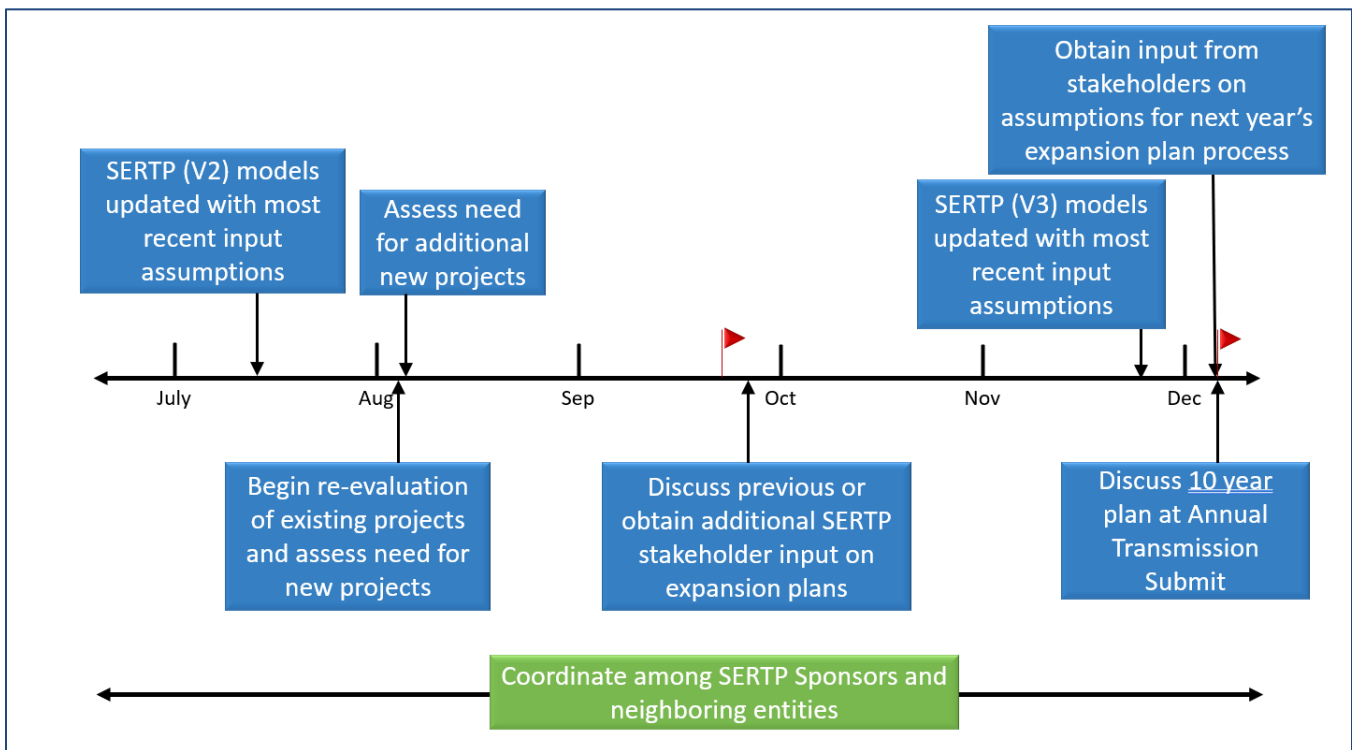 Obtain input from
stakeholders on
assumptions for next year's
expansion plan process
SERTP (V2) models
updated with most
recent input
assumptions
Assess need
for additional
new projects
SERTP (V3) models
updated with most
recent input
assumptions
July
Aug
Sep
Oct
Nov
Dec
Begin re-evaluation
of existing projects
and assess need for
new projects
Discuss previous or
obtain additional SERTP
stakeholder input on
expansion plans
Discuss 10 year
plan at Annual
Transmission
Submit
Coordinate among SERTP Sponsors and
neighboring entities